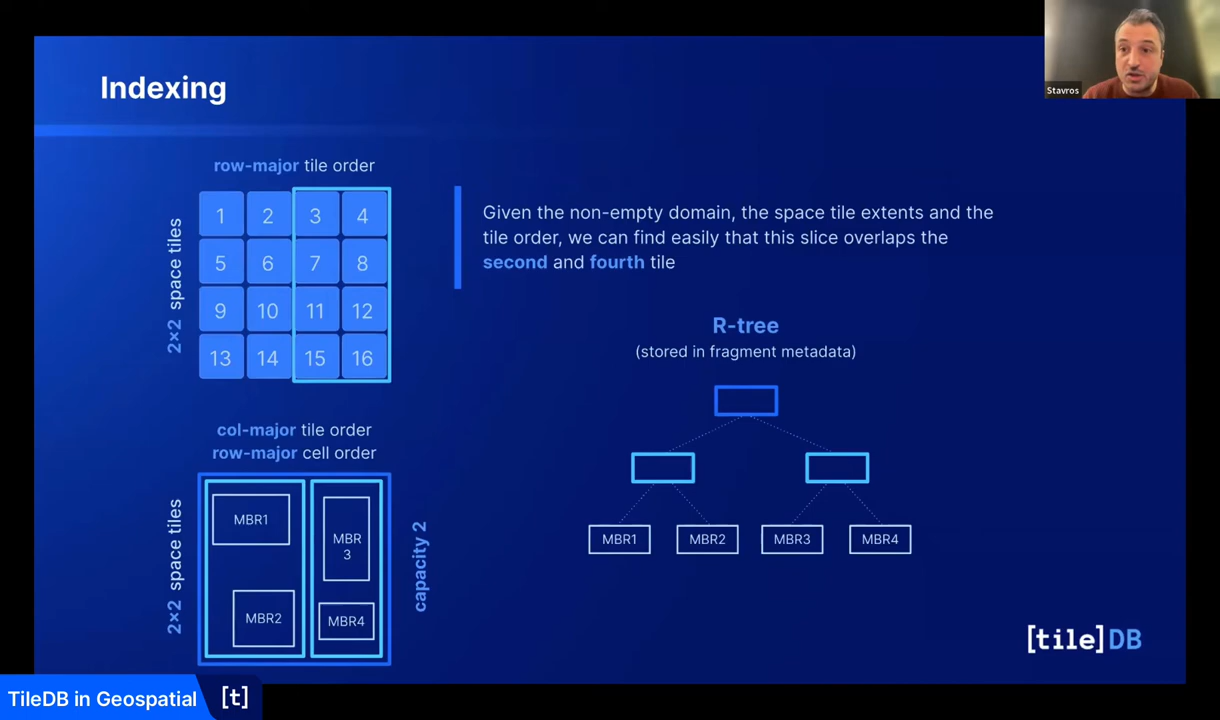 Stavros
Indexing
row-major tile order
2×2 space tiles
1 2 3 4
5 6 7 8
9 10 11 12
13 14 15 16
Given the non-empty domain, the space tile extents and the
tile order, we can find easily that this slice overlaps the
second and fourth tile
R-tree
(stored in fragment metadata)
MBR1 MBR2 MBR3 MBR4
col-major tile order
row-major cell order
2×2 space tiles
MBR1
MBR
3
MBR2
MBR4
capacity 2
[tile]DB
TileDB in Geospatial [t]